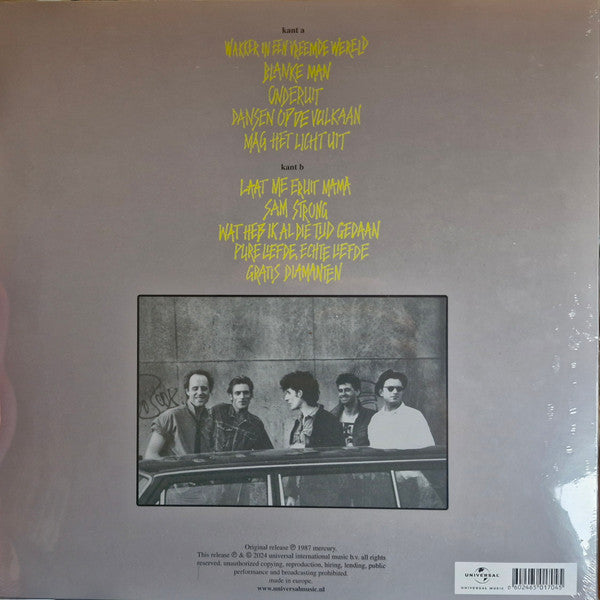 kant a
WAKKER IN EEN VREEMDE WERELD
BLANKE MAN
ONDERUIT
DANSEN OP DE VULKAAN
MAG HET LICHT UIT
kant b
LAAT ME ERUIT MAMA
SAM STRONG
WAT HEB IK AL DIE TIJD GEDAAN
PURE LIEFDE, ECHTE LIEFDE
GRATIS DIAMANTEN
Original release ℗ 1987 mercury.
This release ℗ & © 2024 universal international music b.v. all rights
reserved. unauthorized copying, reproduction, hiring, lending, public
performance and broadcasting prohibited.
made in europe.
www.universalmusic.nl
UNIVERSAL
UNIVERSAL MUSIC
0 602465 017045